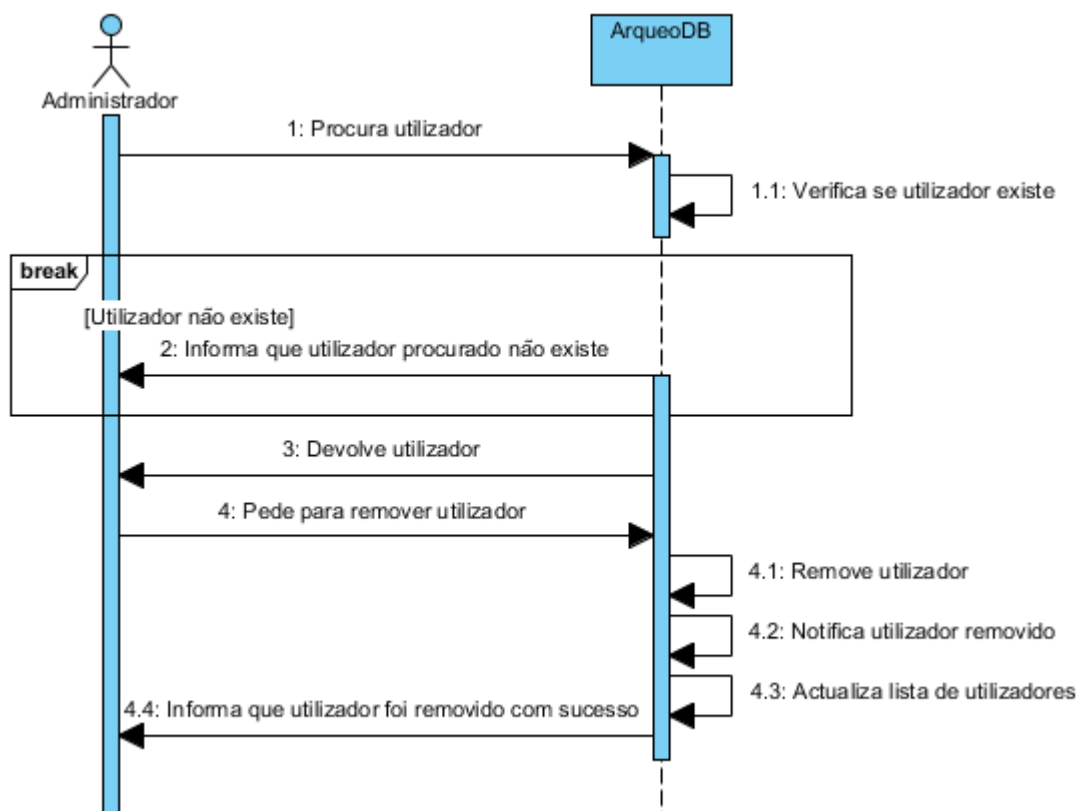 ArqueoDB
Administrador
1: Procura utilizador
1.1: Verifica se utilizador existe
break
[Utilizador não existe]
2: Informa que utilizador procurado não existe
3: Devolve utilizador
4: Pede para remover utilizador
4.1: Remove utilizador
4.2: Notifica utilizador removido
4.3: Actualiza lista de utilizadores
4.4: Informa que utilizador foi removido com sucesso